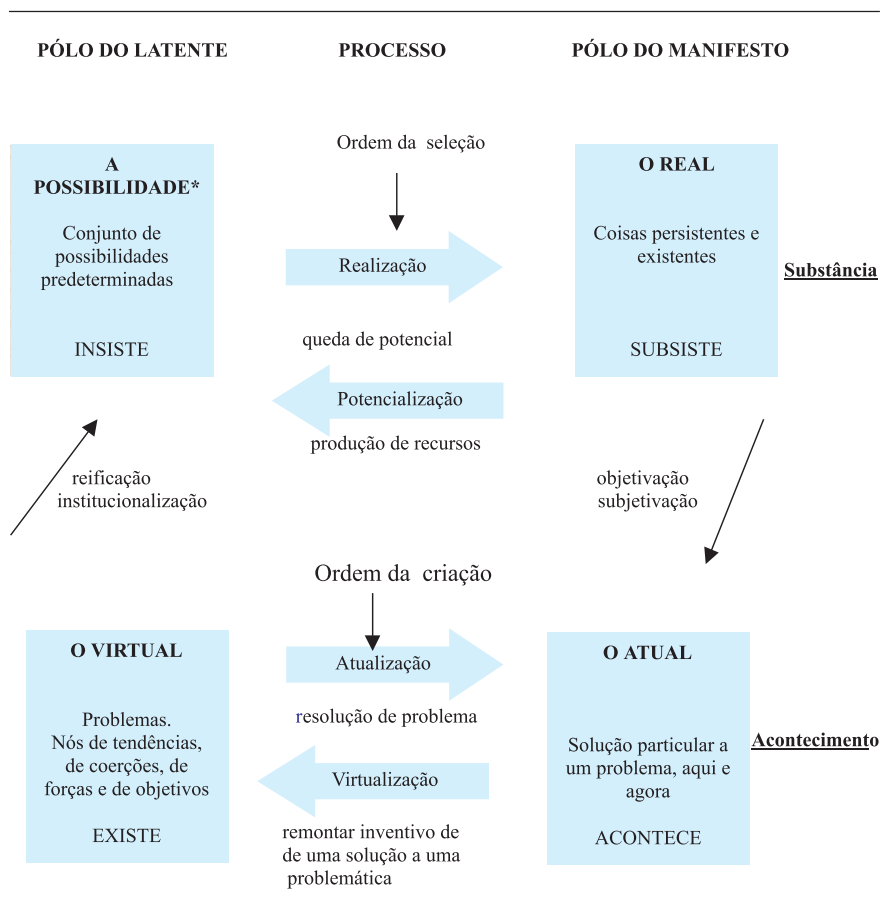 PÓLO DO LATENTE
PROCESSO
PÓLO DO MANIFESTO
A
POSSIBILIDADE*
Conjunto de
possibilidades
predeterminadas
INSISTE
Ordem da seleção
Realização
queda de potencial
Potencialização
produção de recursos
O REAL
Coisas persistentes e
existentes
SUBSISTE
Substância
reificação
institucionalização
objetivação
subjetivação
Ordem da criação
O VIRTUAL
Problemas.
Nós de tendências,
de coerções, de
forças e de objetivos
EXISTE
Atualização
resolução de problema
Virtualização
remontar inventivo de
de uma solução a uma
problemática
O ATUAL
Solução particular a
um problema, aqui e
agora
ACONTECE
Acontecimento